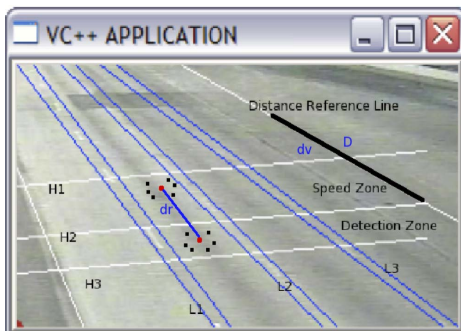 VC++ APPLICATION
Distance Reference Line
dv D
H1
Speed Zone
dr
Detection Zone
H2
L3
H3
L2
L1